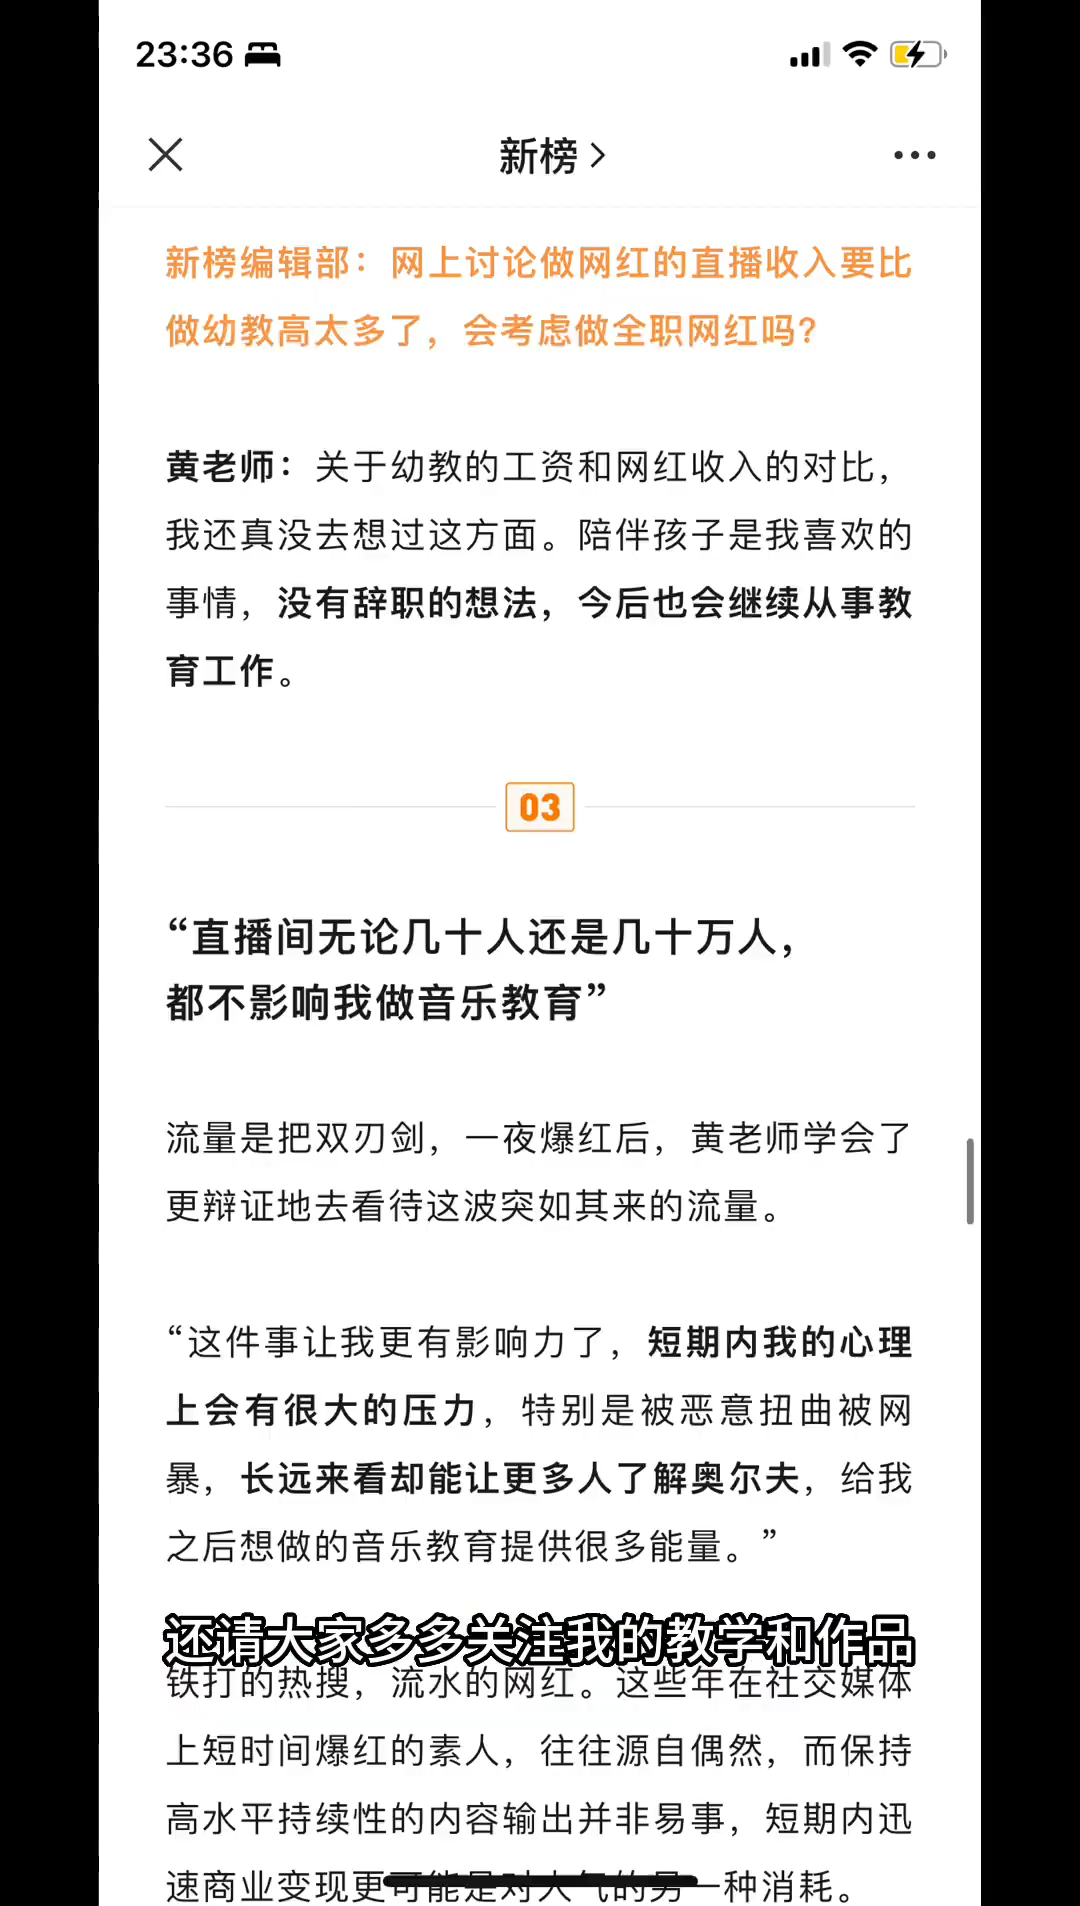 23:36
新榜
新榜编辑部：网上讨论做网红的直播收入要比
做幼教高太多了，会考虑做全职网红吗？
黄老师：关于幼教的工资和网红收入的对比，
我还真没去想过这方面。陪伴孩子是我喜欢的
事情，没有辞职的想法，今后也会继续从事教
育工作。
03
“直播间无论几十人还是几十万人，
都不影响我做音乐教育”
流量是把双刃剑，一夜爆红后，黄老师学会了
更辩证地去看待这波突如其来的流量。
“这件事让我更有影响力了，短期内我的心理
上会有很大的压力，特别是被恶意扭曲被网
暴，长远来看却能让更多人了解奥尔夫，给我
之后想做的音乐教育提供很多能量。”
还请大家多多关注我的教学和作品
铁打的热搜，流水的网红。这些年在社交媒体
上短时间爆红的素人，往往源自偶然，而保持
高水平持续性的内容输出并非易事，短期内迅
速商业变现更可能是对人气的另一种消耗。